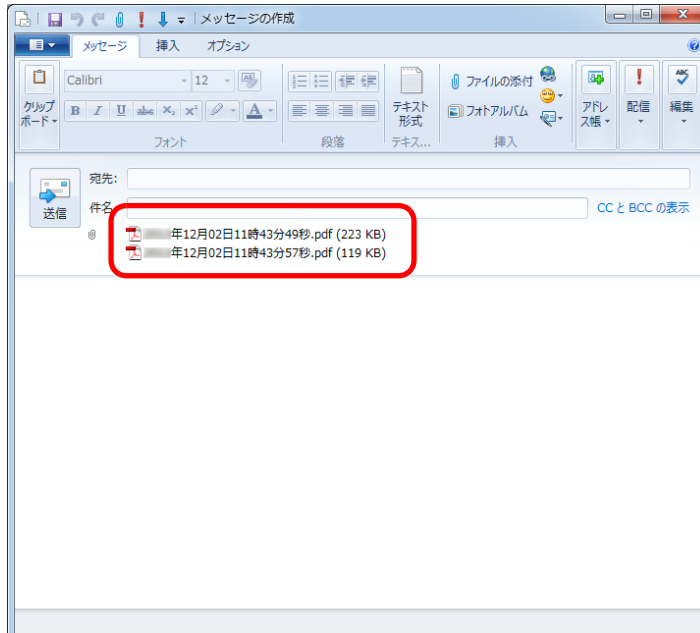 メッセージの作成
メッセージ 挿入 オプション
Calibri 12
ファイルの添付
フォトアルバム
クリップボード
テキスト形式
アドレス帳
配信
編集
フォント 段落 テキス... 挿入
宛先:
送信
件名:
CC と BCC の表示
年12月02日11時43分49秒.pdf (223 KB)
年12月02日11時43分57秒.pdf (119 KB)